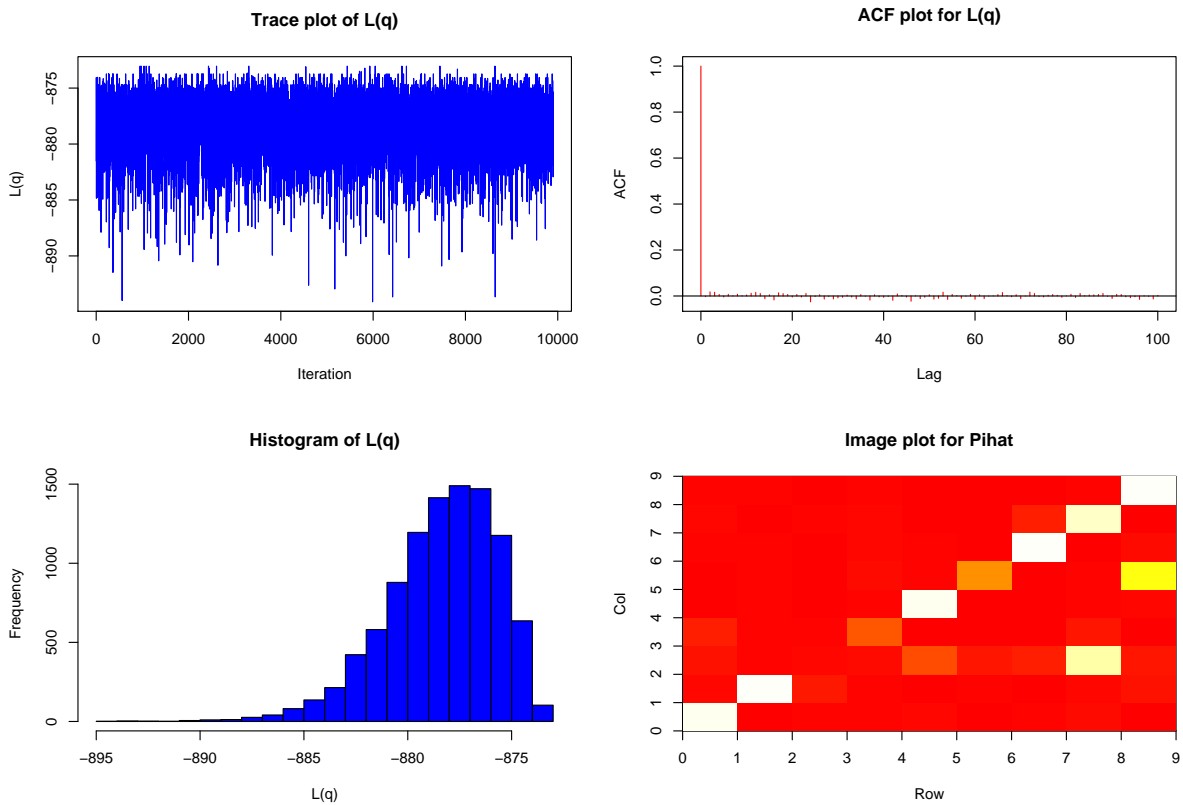 Trace plot of L(q)
L(q)
−875
−880
−885
−890
0 2000 4000 6000 8000 10000
Iteration
ACF plot for L(q)
ACF
1.0
0.8
0.6
0.4
0.2
0.0
0 20 40 60 80 100
Lag
Histogram of L(q)
Frequency
1500
1000
500
0
−895 −890 −885 −880 −875
L(q)
Image plot for Pihat
Col
9
8
7
6
5
4
3
2
1
0
0 1 2 3 4 5 6 7 8 9
Row